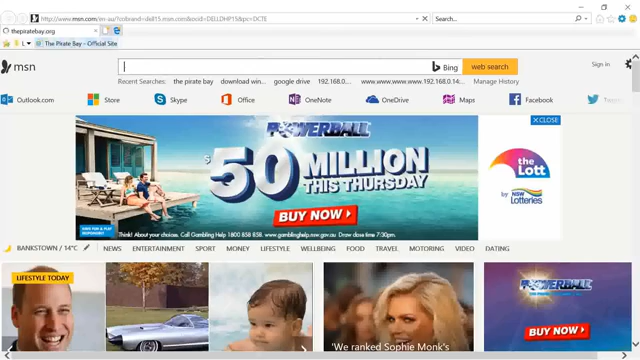 http://www.msn.com/en-au/?ocid=DELLDHP15&pc=DCTE
Search...
thepiratebay.org
L
The Pirate Bay - Official Site
msn
Bing
web search
Sign in
Recent Searches: the pirate bay download win... google drive 192.168.0. www.www.www.192.168.0.14... Manage History
Outlook.com Store Skype Office OneNote OneDrive Maps Facebook
POWERBALL
$50 MILLION
THIS THURSDAY
BUY NOW
Think! About your choices. Call Gambling Help 1800 858 858. www.gamblinghelp.nsw.gov.au. Draw close time 7:30pm.
CLOSE
the
Lott
by NSW
Lotteries
BANKSTOWN / 14°C NEWS ENTERTAINMENT SPORT MONEY LIFESTYLE WELLBEING FOOD TRAVEL MOTORING VIDEO DATING
LIFESTYLE TODAY
'We ranked Sophie Monk's
POWERBALL
BUY NOW